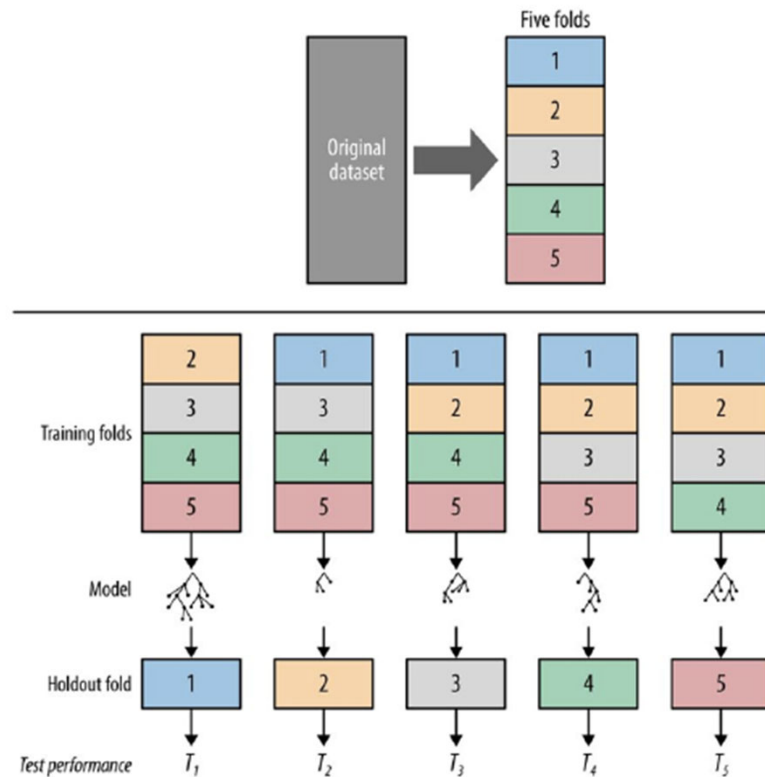 Five folds
1
2
Original
dataset
3
4
5
2 1 1 1 1
3 3 2 2 2
Training folds
4 4 4 3 3
5 5 5 5 4
Model
Holdout fold 1 2 3 4 5
Test performance T1 T2 T3 T4 T5